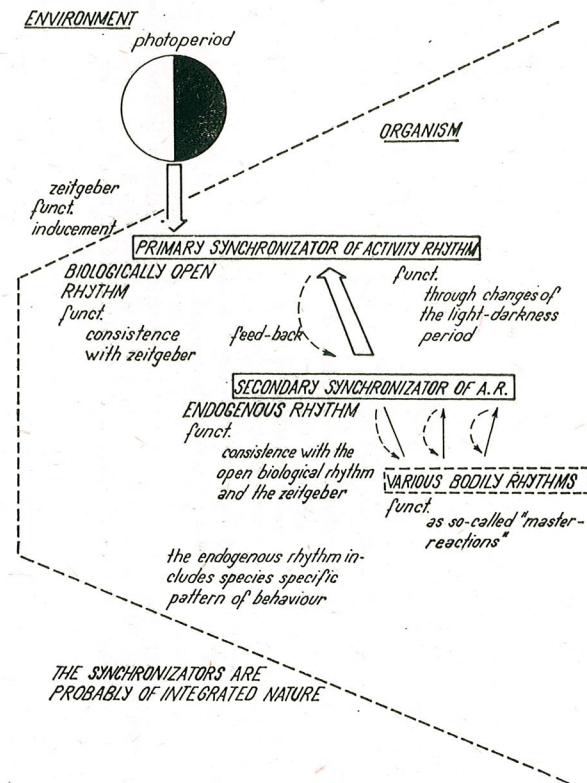 ENVIRONMENT
photoperiod
ORGANISM
zeitgeber
funct.
inducement
PRIMARY SYNCHRONIZATOR OF ACTIVITY RHYTHM
BIOLOGICALLY OPEN
RHYTHM
funct.
consistence
with zeitgeber
feed-back
funct.
through changes of
the light-darkness
period
SECONDARY SYNCHRONIZATOR OF A.R.
ENDOGENOUS RHYTHM
funct.
consistence with the
open biological rhythm
and the zeitgeber
VARIOUS BODILY RHYTHMS
funct.
as so-called "master-
reactions"
the endogenous rhythm in-
cludes species specific
pattern of behaviour
THE SYNCHRONIZATORS ARE
PROBABLY OF INTEGRATED NATURE